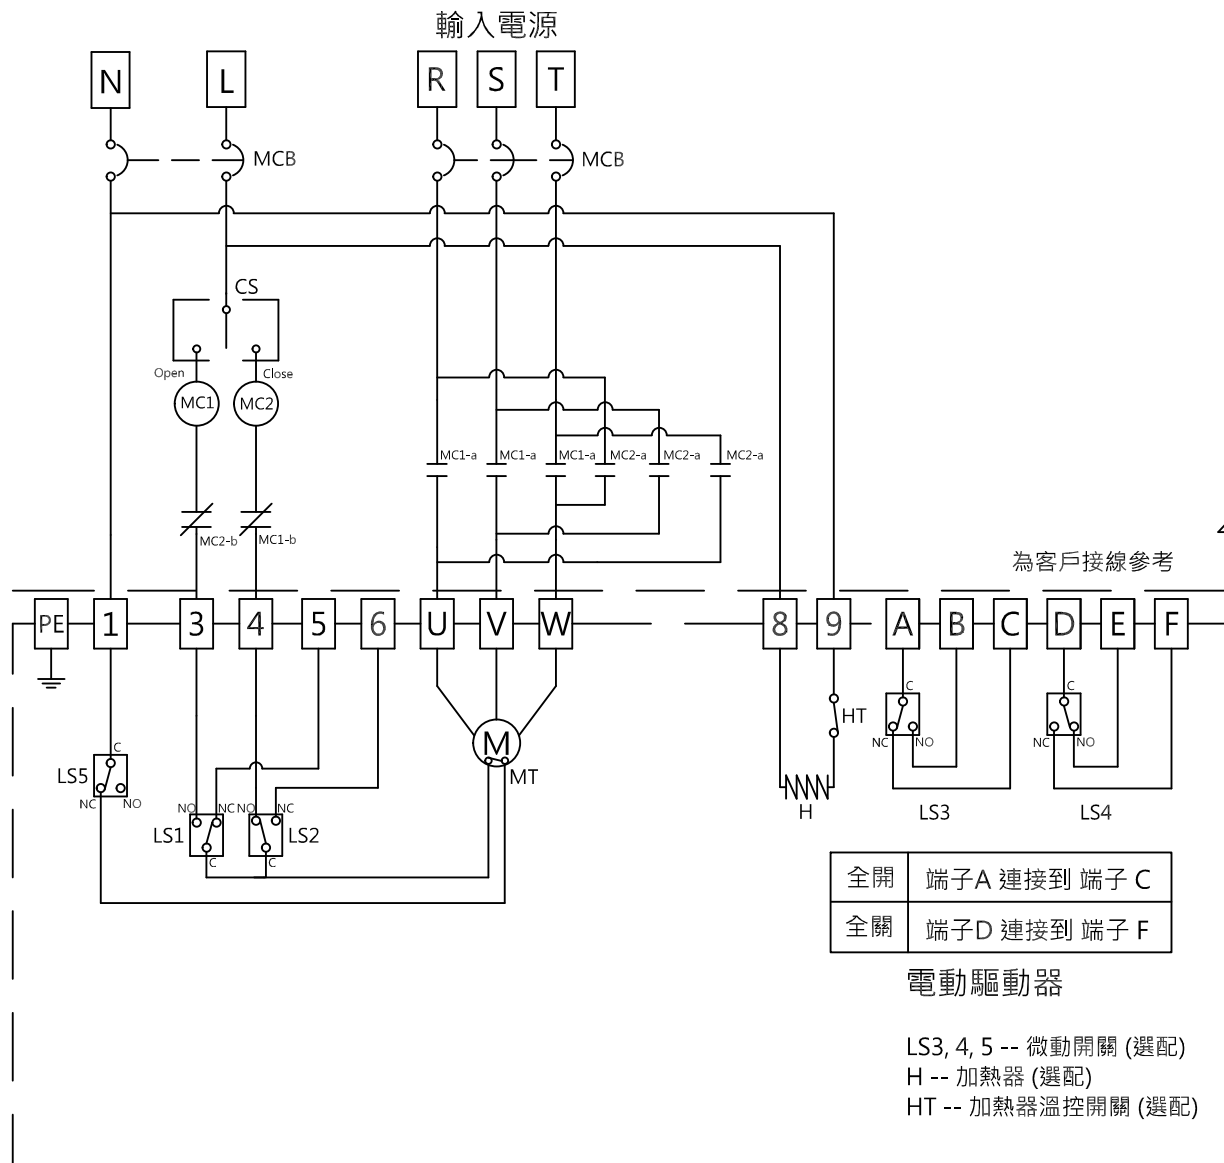 輸入電源
N L R S T
MCB MCB
CS
Open Close
MC1 MC2
MC1-a MC1-a MC1-a MC2-a MC2-a MC2-a
MC2-b MC1-b
為客戶接線參考
PE 1 3 4 5 6 U V W 8 9 A B C D E F
C C
HT
M
NC NO NC NO
C
LS5
MT
NC NO
NO NC NO NC
H LS3 LS4
LS1 LS2
C C
全開 端子A 連接到 端子 C
全關 端子D 連接到 端子 F
電動驅動器
LS3, 4, 5 -- 微動開關 (選配)
H -- 加熱器 (選配)
HT -- 加熱器溫控開關 (選配)